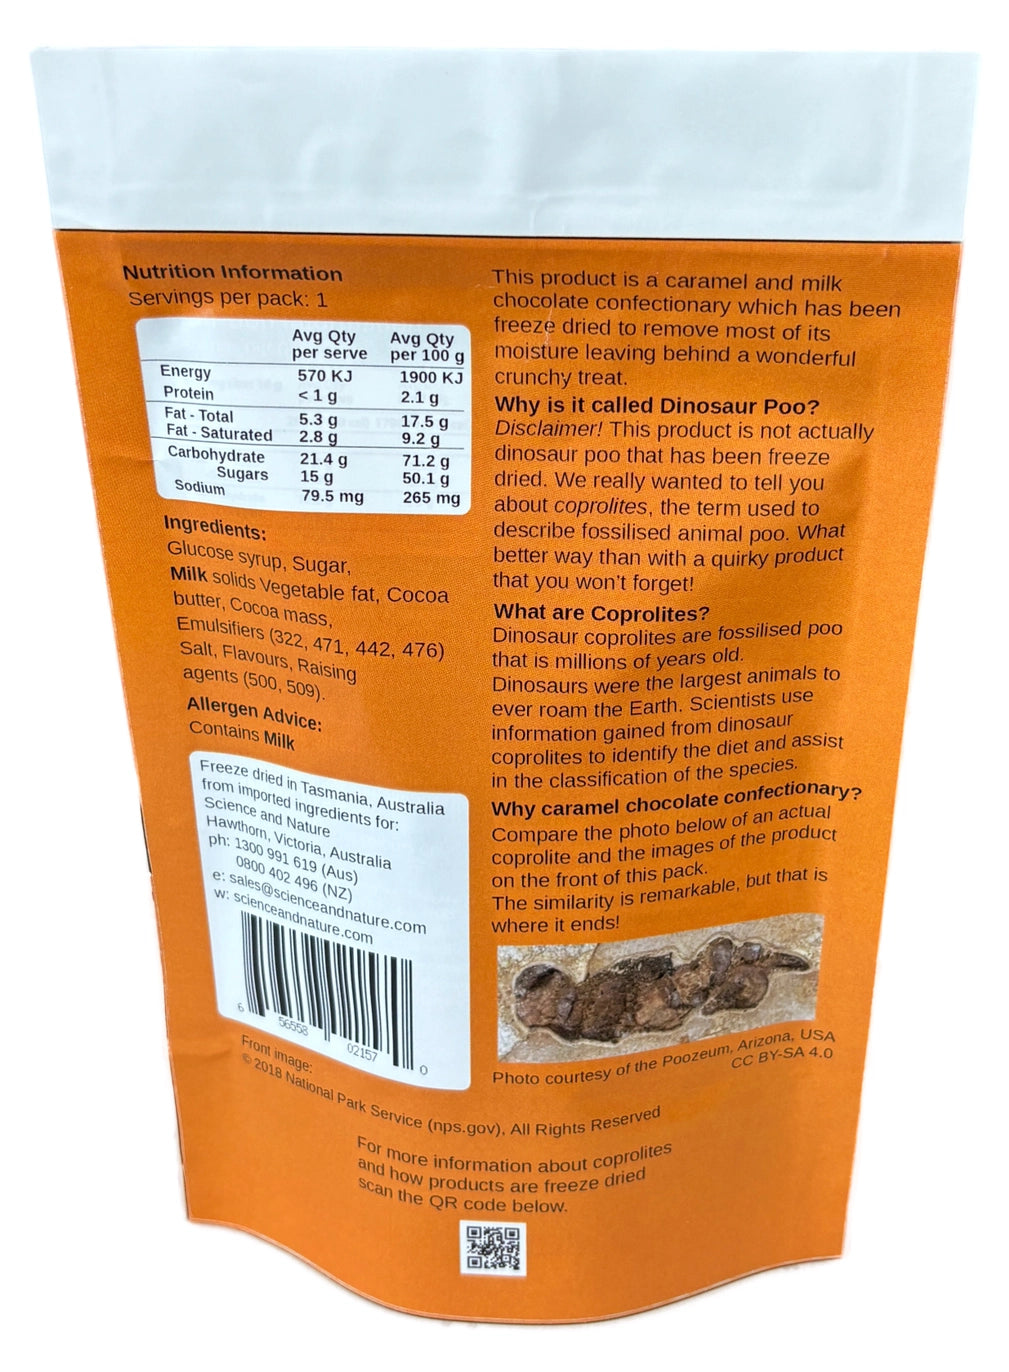 Nutrition Information
Servings per pack: 1
Avg Qty per serve Avg Qty per 100 g
Energy 570 KJ 1900 KJ
Protein < 1 g 2.1 g
Fat - Total 5.3 g 17.5 g
Fat - Saturated 2.8 g 9.2 g
Carbohydrate 21.4 g 71.2 g
Sugars 15 g 50.1 g
Sodium 79.5 mg 265 mg
Ingredients:
Glucose syrup, Sugar,
Milk solids Vegetable fat, Cocoa
butter, Cocoa mass,
Emulsifiers (322, 471, 442, 476)
Salt, Flavours, Raising
agents (500, 509).
Allergen Advice:
Contains Milk
Freeze dried in Tasmania, Australia
from imported ingredients for:
Science and Nature
Hawthorn, Victoria, Australia
ph: 1300 991 619 (Aus)
0800 402 496 (NZ)
e: sales@scienceandnature.com
w: scienceandnature.com
6 56558 02157 0
This product is a caramel and milk
chocolate confectionary which has been
freeze dried to remove most of its
moisture leaving behind a wonderful
crunchy treat.
Why is it called Dinosaur Poo?
Disclaimer! This product is not actually
dinosaur poo that has been freeze
dried. We really wanted to tell you
about coprolites, the term used to
describe fossilised animal poo. What
better way than with a quirky product
that you won't forget!
What are Coprolites?
Dinosaur coprolites are fossilised poo
that is millions of years old.
Dinosaurs were the largest animals to
ever roam the Earth. Scientists use
information gained from dinosaur
coprolites to identify the diet and assist
in the classification of the species.
Why caramel chocolate confectionary?
Compare the photo below of an actual
coprolite and the images of the product
on the front of this pack.
The similarity is remarkable, but that is
where it ends!
Photo courtesy of the Poozeum, Arizona, USA
CC BY-SA 4.0
Front image:
© 2018 National Park Service (nps.gov), All Rights Reserved
For more information about coprolites
and how products are freeze dried
scan the QR code below.